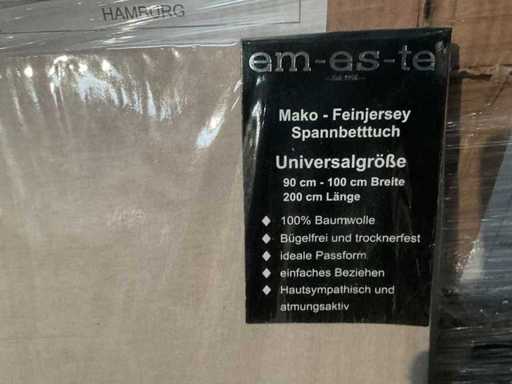 HAMBURG
em-es-te
Mako - Feinjersey
Spannbetttuch
Universalgröße
90 cm - 100 cm Breite
200 cm Länge
100% Baumwolle
Bügelfrei und trocknerfest
ideale Passform
einfaches Beziehen
Hautsympathisch und
atmungsaktiv